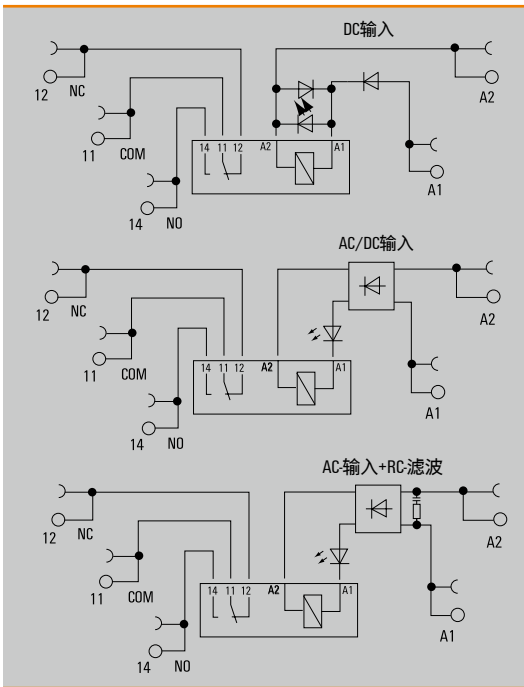 DC输入
12 NC
A2
11 COM
14 11 12 A2 A1
A1
14 NO
AC/DC输入
12 NC
A2
11 COM
14 11 12 A2 A1
A1
14 NO
AC-输入+RC-滤波
12 NC
A2
11 COM
14 11 12 A2 A1
A1
14 NO